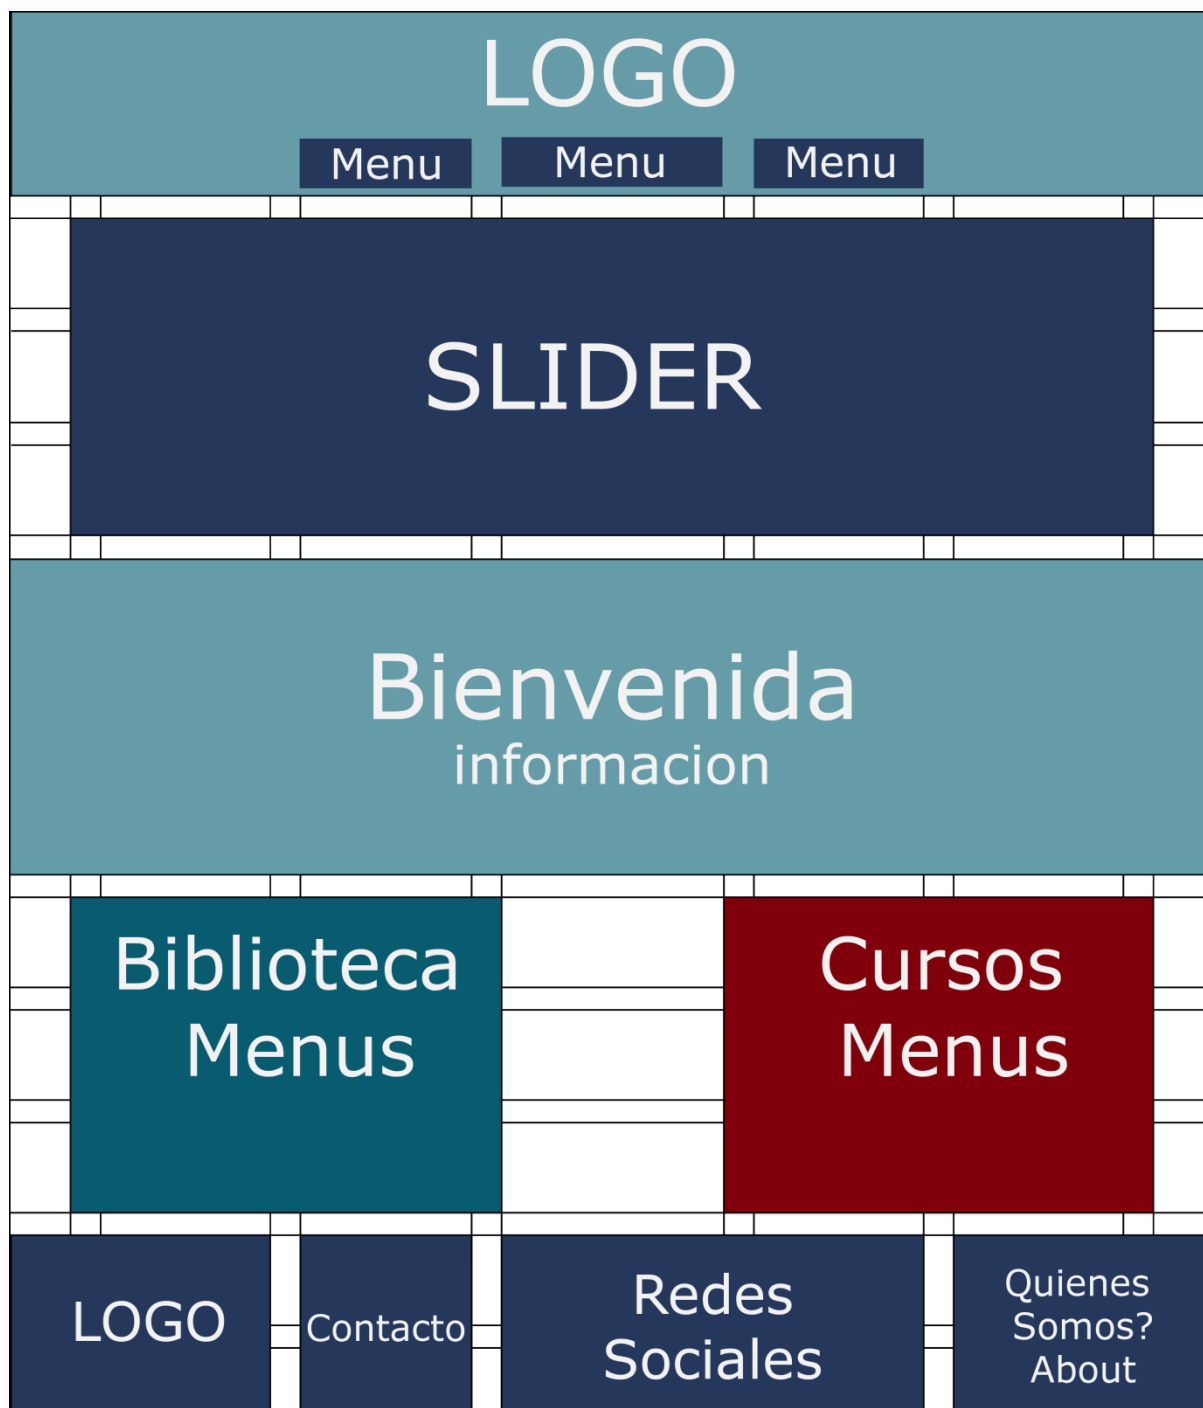 LOGO
Menu Menu Menu
SLIDER
Bienvenida
informacion
Biblioteca
Menus
Cursos
Menus
LOGO
Contacto
Redes
Sociales
Quienes
Somos?
About